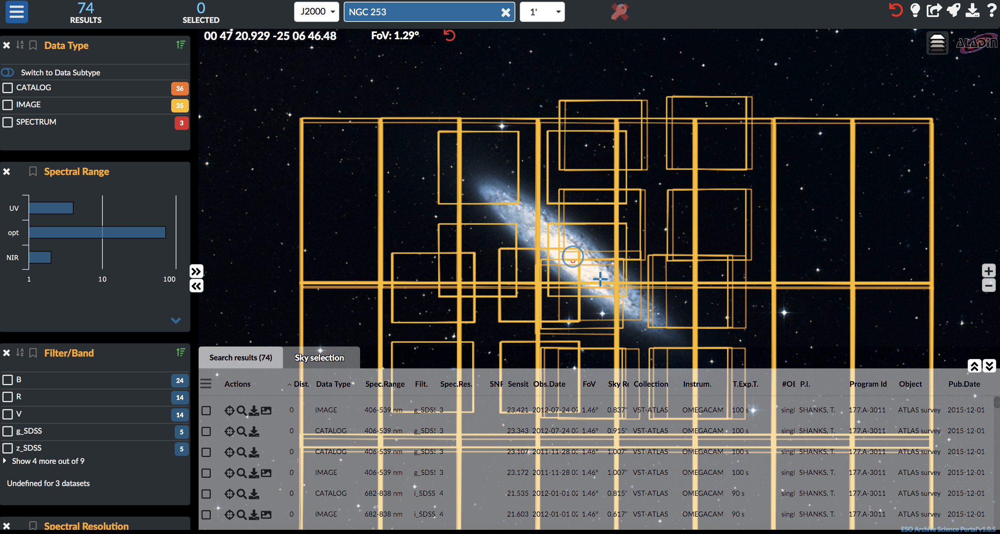 74
RESULTS
0
SELECTED
J2000
NGC 253
1'
?
Data Type
Switch to Data Subtype
CATALOG 36
IMAGE 35
SPECTRUM 3
Spectral Range
UV
opt
NIR
1 10 100
Filter/Band
B 24
R 14
V 14
g_SDSS 5
z_SDSS 5
Show 4 more out of 9
Undefined for 3 datasets
Spectral Resolution
00 47 20.929 -25 06 46.48 FoV: 1.29°
ALADIN
Search results (74) Sky selection
Actions Dist. Data Type Spec.Range Filt. Spec.Res. SNR Sensit Obs.Date FoV Sky Re Collection Instrum. T.Exp.T. #OB P.I. Program Id Object Pub.Date
0 IMAGE 406-539 nm g_SDSS 3 23.421 2012-07-24 07 1.46° 0.837" VST-ATLAS OMEGACAM 100 s singl SHANKS, T. 177.A-3011 ATLAS survey 2015-12-01
0 CATALOG 406-539 nm g_SDSS 3 23.343 2012-07-24 07 1.46° 0.915" VST-ATLAS OMEGACAM 100 s singl SHANKS, T. 177.A-3011 ATLAS survey 2015-12-01
0 CATALOG 406-539 nm g_SDSS 3 23.107 2011-11-28 03 1.46° 1.007" VST-ATLAS OMEGACAM 100 s singl SHANKS, T. 177.A-3011 ATLAS survey 2015-12-01
0 IMAGE 406-539 nm g_SDSS 3 23.172 2011-11-28 03 1.46° 1.007" VST-ATLAS OMEGACAM 100 s singl SHANKS, T. 177.A-3011 ATLAS survey 2015-12-01
0 CATALOG 682-838 nm i_SDSS 4 21.535 2012-01-01 02 1.46° 0.815" VST-ATLAS OMEGACAM 90 s singl SHANKS, T. 177.A-3011 ATLAS survey 2015-12-01
0 IMAGE 682-838 nm i_SDSS 4 21.603 2012-01-01 02 1.46° 0.617" VST-ATLAS OMEGACAM 90 s singl SHANKS, T. 177.A-3011 ATLAS survey 2015-12-01
ESO Archive Science Portal v1.0.5